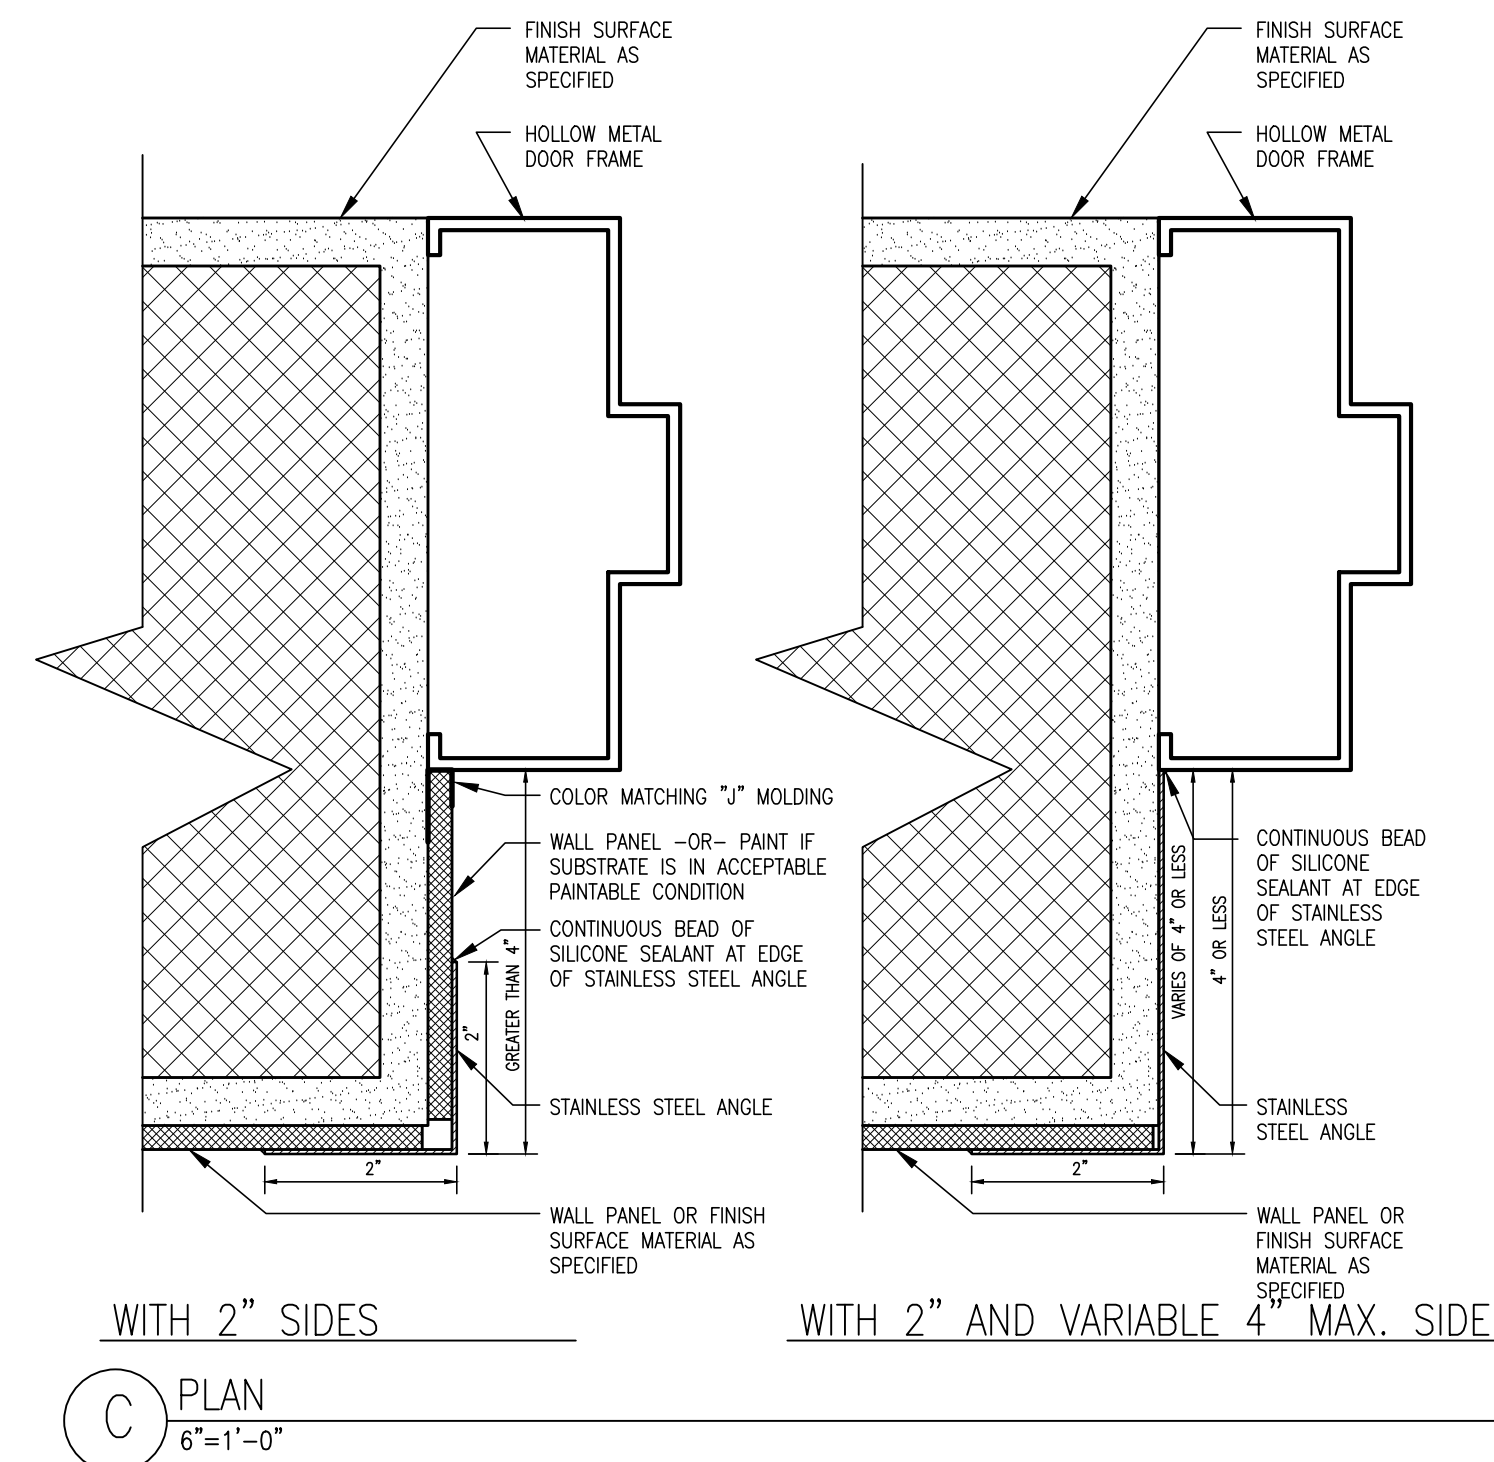 FINISH SURFACE
MATERIAL AS
SPECIFIED
HOLLOW METAL
DOOR FRAME
COLOR MATCHING "J" MOLDING
WALL PANEL -OR- PAINT IF
SUBSTRATE IS IN ACCEPTABLE
PAINTABLE CONDITION
CONTINUOUS BEAD OF
SILICONE SEALANT AT EDGE
OF STAINLESS STEEL ANGLE
2"
GREATER THAN 4"
STAINLESS STEEL ANGLE
2"
WALL PANEL OR FINISH
SURFACE MATERIAL AS
SPECIFIED
WITH 2" SIDES
FINISH SURFACE
MATERIAL AS
SPECIFIED
HOLLOW METAL
DOOR FRAME
VARIES OF 4" OR LESS
4" OR LESS
CONTINUOUS BEAD
OF SILICONE
SEALANT AT EDGE
OF STAINLESS
STEEL ANGLE
STAINLESS
STEEL ANGLE
2"
WALL PANEL OR
FINISH SURFACE
MATERIAL AS
SPECIFIED
WITH 2" AND VARIABLE 4" MAX. SIDE
C
PLAN
6"=1'-0"